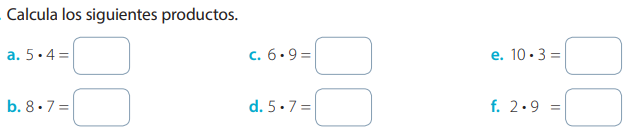 Calcula los siguientes productos.
a. 5 • 4 =
c. 6 • 9 =
e. 10 • 3 =
b. 8 • 7 =
d. 5 • 7 =
f. 2 • 9 =